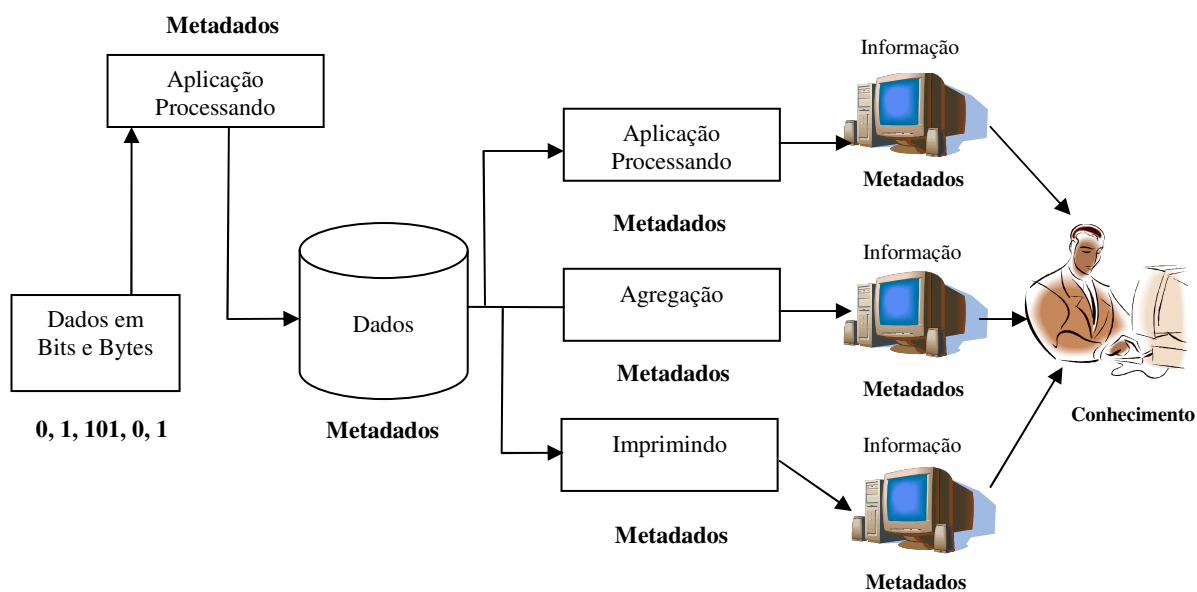 Metadados
Aplicação
Processando
Dados em
Bits e Bytes
0, 1, 101, 0, 1
Dados
Metadados
Aplicação
Processando
Metadados
Agregação
Metadados
Imprimindo
Metadados
Informação
Metadados
Informação
Metadados
Informação
Metadados
Conhecimento